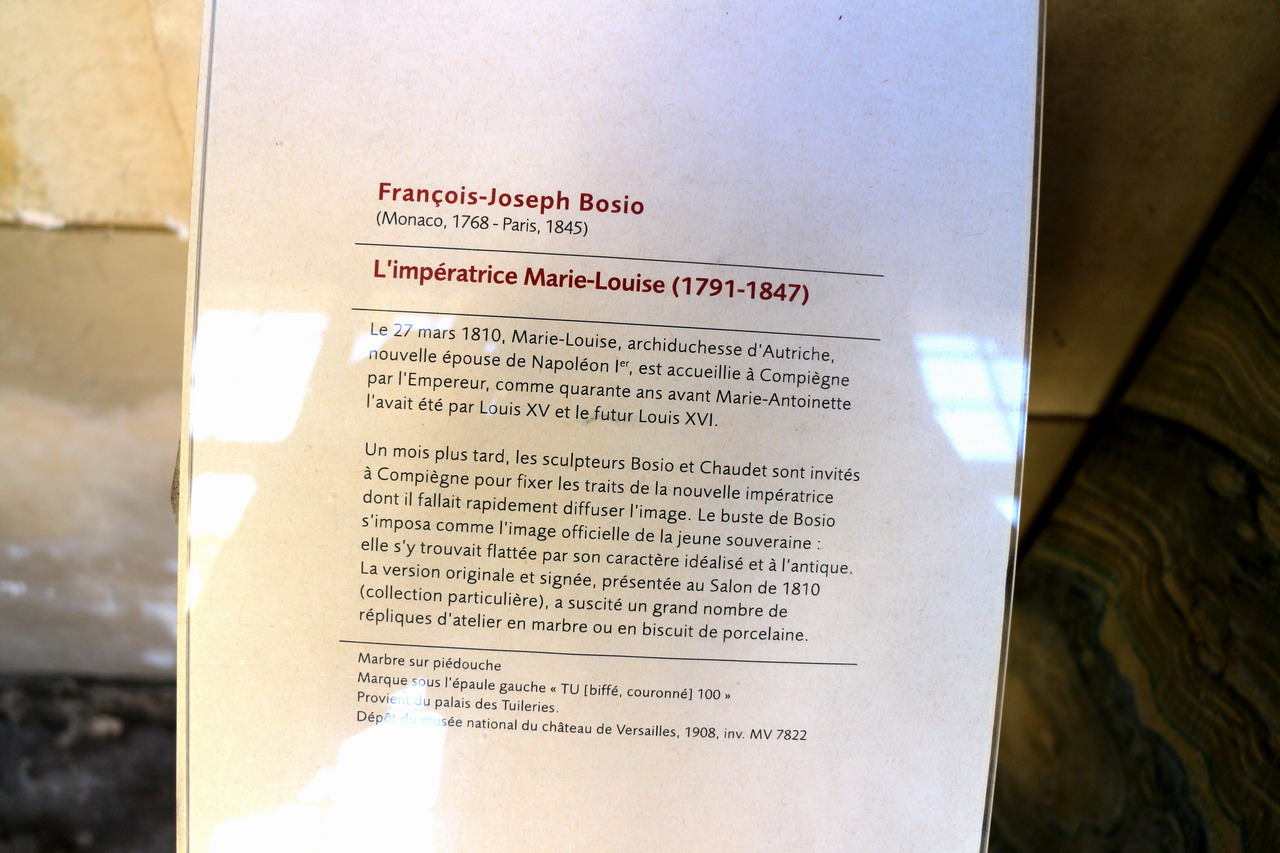 François-Joseph Bosio
(Monaco, 1768 - Paris, 1845)
L'impératrice Marie-Louise (1791-1847)
Le 27 mars 1810, Marie-Louise, archiduchesse d'Autriche,
nouvelle épouse de Napoléon Ier, est accueillie à Compiègne
par l'Empereur, comme quarante ans avant Marie-Antoinette
l'avait été par Louis XV et le futur Louis XVI.
Un mois plus tard, les sculpteurs Bosio et Chaudet sont invités
à Compiègne pour fixer les traits de la nouvelle impératrice
dont il fallait rapidement diffuser l'image. Le buste de Bosio
s'imposa comme l'image officielle de la jeune souveraine :
elle s'y trouvait flattée par son caractère idéalisé et à l'antique.
La version originale et signée, présentée au Salon de 1810
(collection particulière), a suscité un grand nombre de
répliques d'atelier en marbre ou en biscuit de porcelaine.
Marbre sur piédouche
Marque sous l'épaule gauche « TU [biffé, couronné] 100 »
Provient du palais des Tuileries.
Dépôt du musée national du château de Versailles, 1908, inv. MV 7822